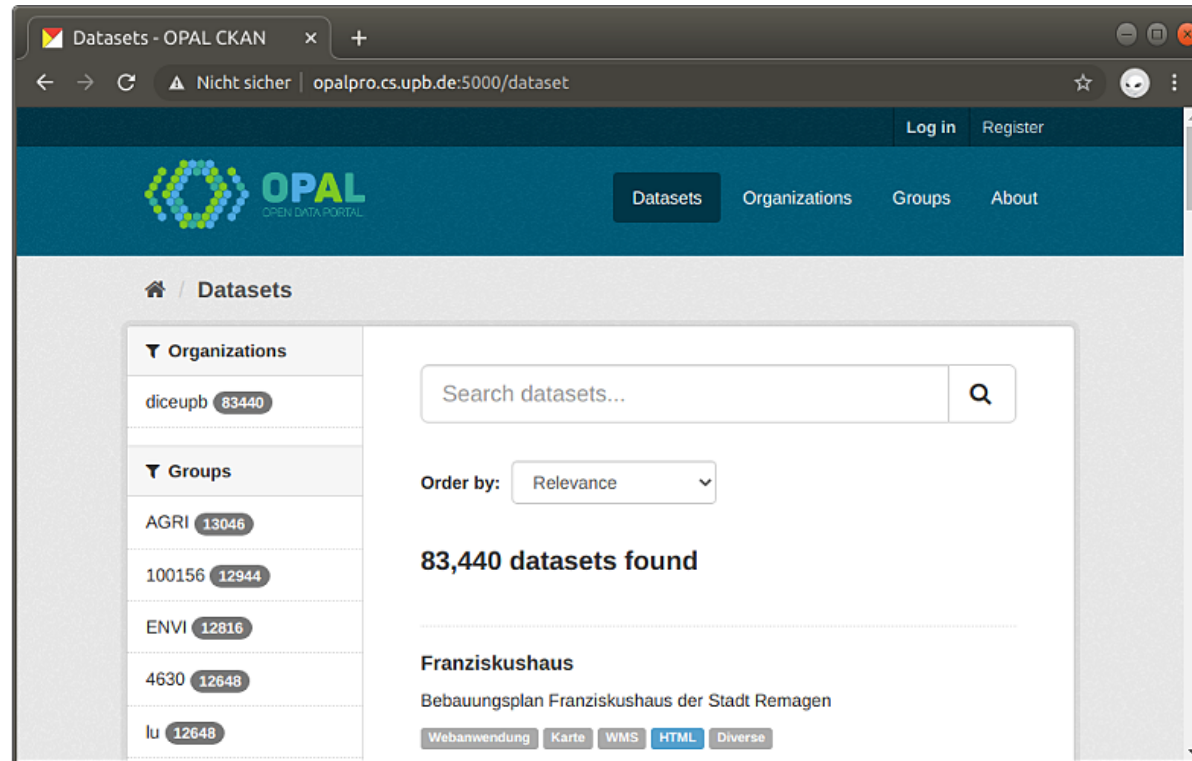 Datasets - OPAL CKAN
Nicht sicher | opalpro.cs.upb.de:5000/dataset
Log in Register
OPAL
OPEN DATA PORTAL
Datasets Organizations Groups About
/ Datasets
Organizations
diceupb 83440
Groups
AGRI 13046
100156 12944
ENVI 12816
4630 12648
lu 12648
Search datasets...
Order by: Relevance
83,440 datasets found
Franziskushaus
Bebauungsplan Franziskushaus der Stadt Remagen
Webanwendung Karte WMS HTML Diverse